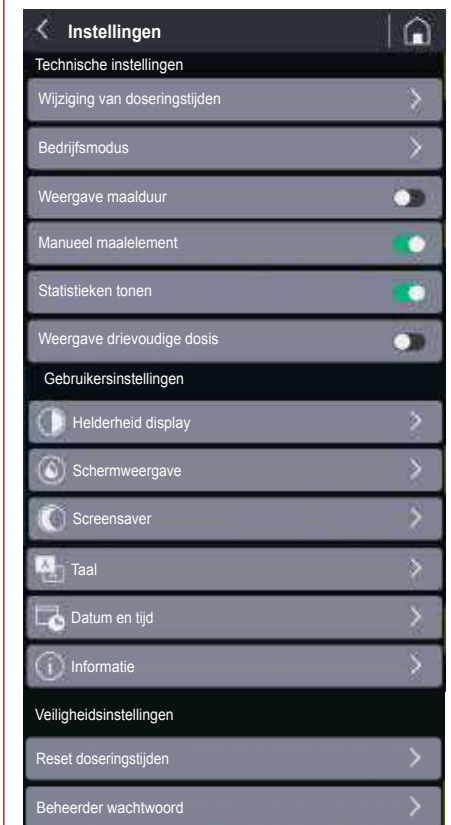 Instellingen
Technische instellingen
Wijziging van doseringstijden
Bedrijfsmodus
Weergave maalduur
Manueel maalelement
Statistieken tonen
Weergave drievoudige dosis
Gebruikersinstellingen
Helderheid display
Schermweergave
Screensaver
Taal
Datum en tijd
Informatie
Veiligheidsinstellingen
Reset doseringstijden
Beheerder wachtwoord